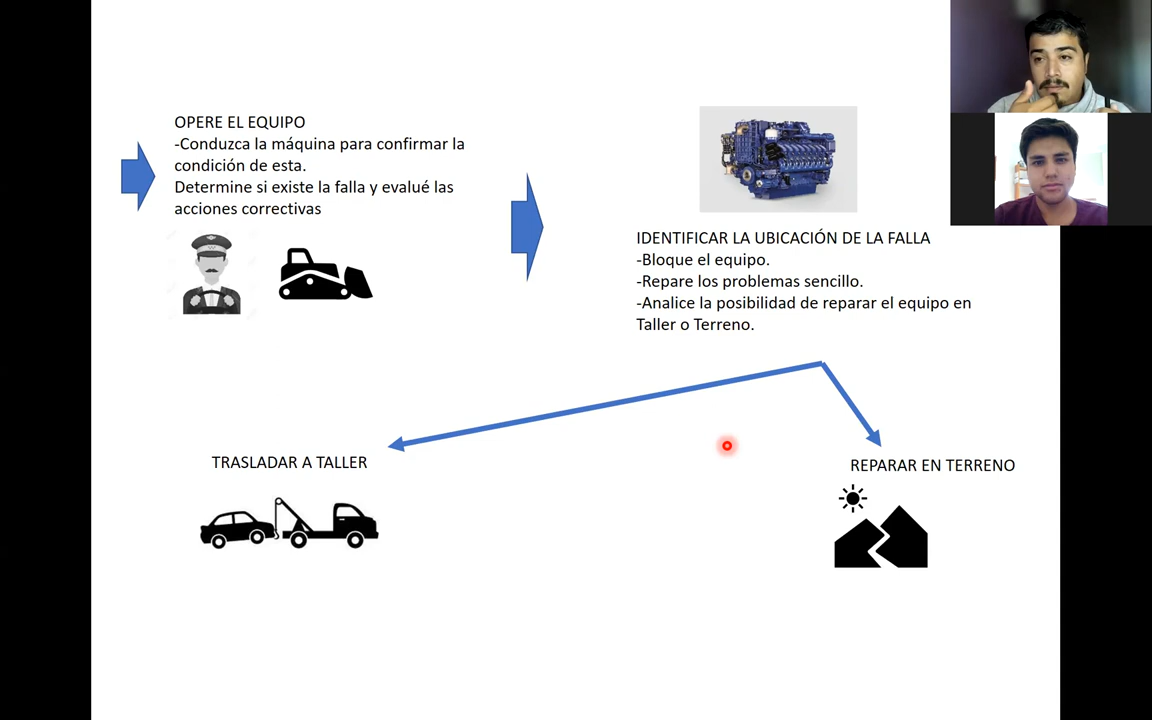 OPERE EL EQUIPO
-Conduzca la máquina para confirmar la
condición de esta.
Determine si existe la falla y evalué las
acciones correctivas
IDENTIFICAR LA UBICACIÓN DE LA FALLA
-Bloque el equipo.
-Repare los problemas sencillo.
-Analice la posibilidad de reparar el equipo en
Taller o Terreno.
TRASLADAR A TALLER
REPARAR EN TERRENO